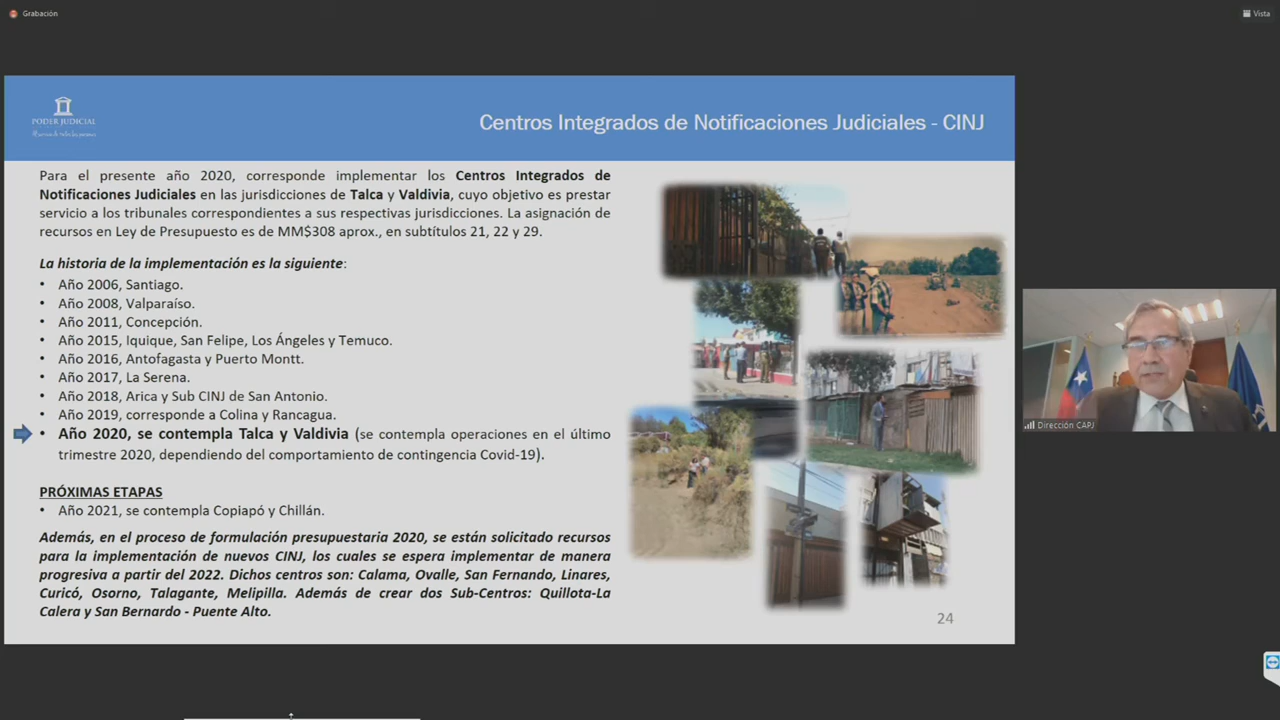 Grabación
Vista
PODER JUDICIAL
Centros Integrados de Notificaciones Judiciales - CINJ
Para el presente año 2020, corresponde implementar los Centros Integrados de
Notificaciones Judiciales en las jurisdicciones de Talca y Valdivia, cuyo objetivo es prestar
servicio a los tribunales correspondientes a sus respectivas jurisdicciones. La asignación de
recursos en Ley de Presupuesto es de MM$308 aprox., en subtítulos 21, 22 y 29.
La historia de la implementación es la siguiente:
• Año 2006, Santiago.
• Año 2008, Valparaíso.
• Año 2011, Concepción.
• Año 2015, Iquique, San Felipe, Los Ángeles y Temuco.
• Año 2016, Antofagasta y Puerto Montt.
• Año 2017, La Serena.
• Año 2018, Arica y Sub CINJ de San Antonio.
• Año 2019, corresponde a Colina y Rancagua.
• Año 2020, se contempla Talca y Valdivia (se contempla operaciones en el último
trimestre 2020, dependiendo del comportamiento de contingencia Covid-19).
PRÓXIMAS ETAPAS
• Año 2021, se contempla Copiapó y Chillán.
Además, en el proceso de formulación presupuestaria 2020, se están solicitado recursos
para la implementación de nuevos CINJ, los cuales se espera implementar de manera
progresiva a partir del 2022. Dichos centros son: Calama, Ovalle, San Fernando, Linares,
Curicó, Osorno, Talagante, Melipilla. Además de crear dos Sub-Centros: Quillota-La
Calera y San Bernardo - Puente Alto.
24
Dirección CAPJ